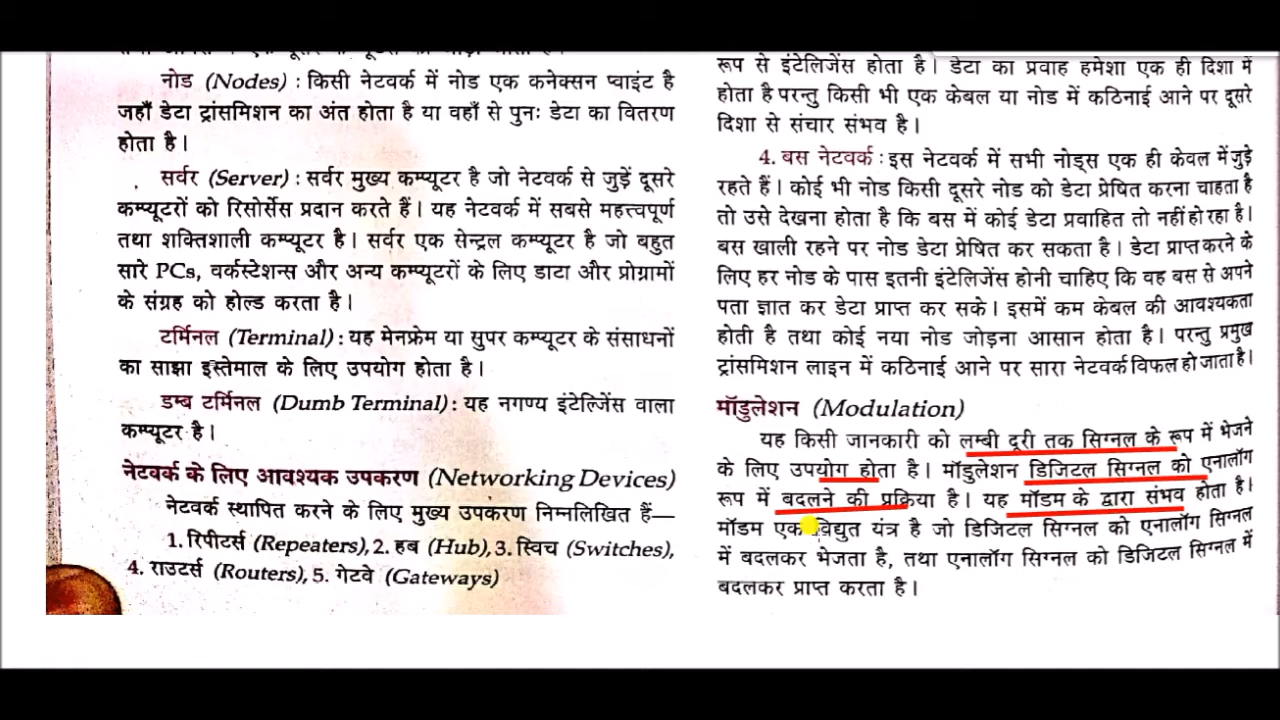 नोड (Nodes) : किसी नेटवर्क में नोड एक कनेक्सन प्वाइंट है
जहाँ डेटा ट्रांसमिशन का अंत होता है या वहाँ से पुनः डेटा का वितरण
होता है।
सर्वर (Server) : सर्वर मुख्य कम्प्यूटर है जो नेटवर्क से जुड़ें दूसरे
कम्प्यूटरों को रिसोर्सेस प्रदान करते हैं। यह नेटवर्क में सबसे महत्त्वपूर्ण
तथा शक्तिशाली कम्प्यूटर है। सर्वर एक सेन्ट्रल कम्प्यूटर है जो बहुत
सारे PCs, वर्कस्टेशन्स और अन्य कम्प्यूटरों के लिए डाटा और प्रोग्रामों
के संग्रह को होल्ड करता है।
टर्मिनल (Terminal) : यह मेनफ्रेम या सुपर कम्प्यूटर के संसाधनों
का साझा इस्तेमाल के लिए उपयोग होता है।
डम्ब टर्मिनल (Dumb Terminal) : यह नगण्य इंटेल्जिेंस वाला
कम्प्यूटर है।
नेटवर्क के लिए आवश्यक उपकरण (Networking Devices)
नेटवर्क स्थापित करने के लिए मुख्य उपकरण निम्नलिखित हैं—
1. रिपीटर्स (Repeaters), 2. हब (Hub), 3. स्विच (Switches),
4. राउटर्स (Routers), 5. गेटवे (Gateways)
रूप से इंटेलिजेंस होता है। डेटा का प्रवाह हमेशा एक ही दिशा में
होता है परन्तु किसी भी एक केबल या नोड में कठिनाई आने पर दूसरे
दिशा से संचार संभव है।
4. बस नेटवर्क : इस नेटवर्क में सभी नोड्स एक ही केवल में जुड़े
रहते हैं। कोई भी नोड किसी दूसरे नोड को डेटा प्रेषित करना चाहता है
तो उसे देखना होता है कि बस में कोई डेटा प्रवाहित तो नहीं हो रहा है।
बस खाली रहने पर नोड डेटा प्रेषित कर सकता है। डेटा प्राप्त करने के
लिए हर नोड के पास इतनी इंटेलिजेंस होनी चाहिए कि वह बस से अपने
पता ज्ञात कर डेटा प्राप्त कर सके। इसमें कम केबल की आवश्यकता
होती है तथा कोई नया नोड जोड़ना आसान होता है। परन्तु प्रमुख
ट्रांसमिशन लाइन में कठिनाई आने पर सारा नेटवर्क विफल हो जाता है।
मॉडुलेशन (Modulation)
यह किसी जानकारी को लम्बी दूरी तक सिग्नल के रूप में भेजने
के लिए उपयोग होता है। मॉडुलेशन डिजिटल सिग्नल को एनालॉग
रूप में बदलने की प्रक्रिया है। यह मॉडम के द्वारा संभव होता है।
मॉडम एक विद्युत यंत्र है जो डिजिटल सिग्नल को एनालॉग सिग्नल
में बदलकर भेजता है, तथा एनालॉग सिग्नल को डिजिटल सिग्नल में
बदलकर प्राप्त करता है।